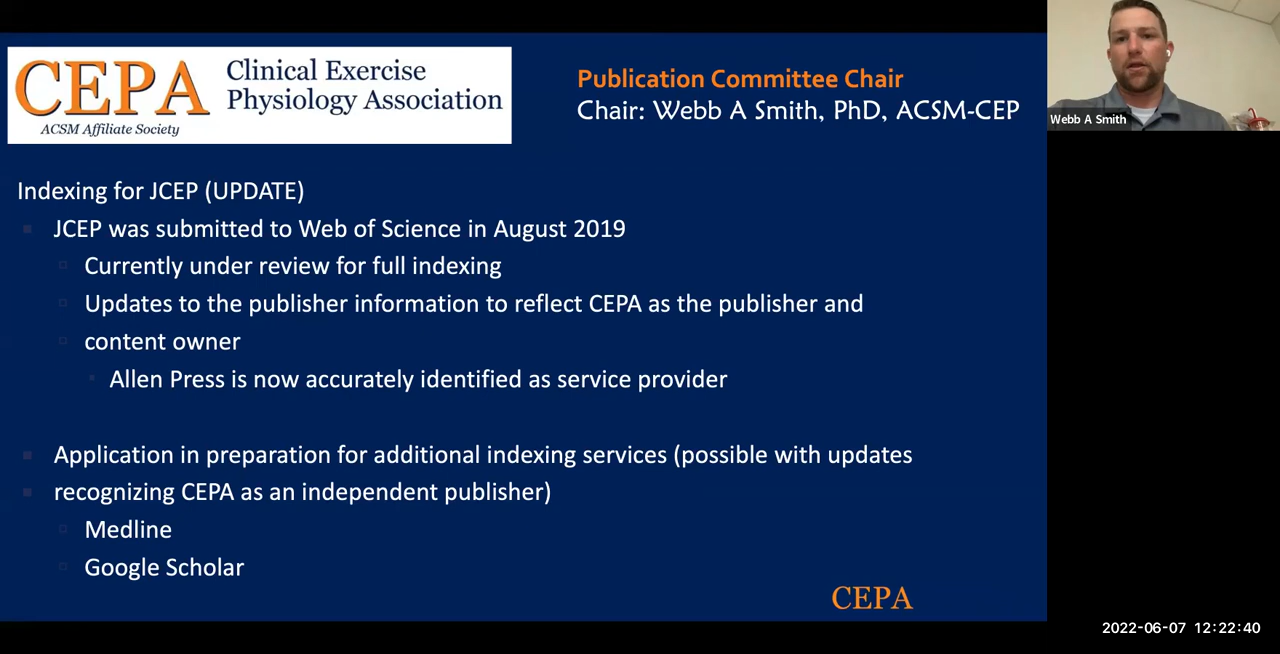 CEPA
Clinical Exercise
Physiology Association
ACSM Affiliate Society
Publication Committee Chair
Chair: Webb A Smith, PhD, ACSM-CEP
Webb A Smith
Indexing for JCEP (UPDATE)
JCEP was submitted to Web of Science in August 2019
Currently under review for full indexing
Updates to the publisher information to reflect CEPA as the publisher and
content owner
Allen Press is now accurately identified as service provider
Application in preparation for additional indexing services (possible with updates
recognizing CEPA as an independent publisher)
Medline
Google Scholar
CEPA
2022-06-07 12:22:40